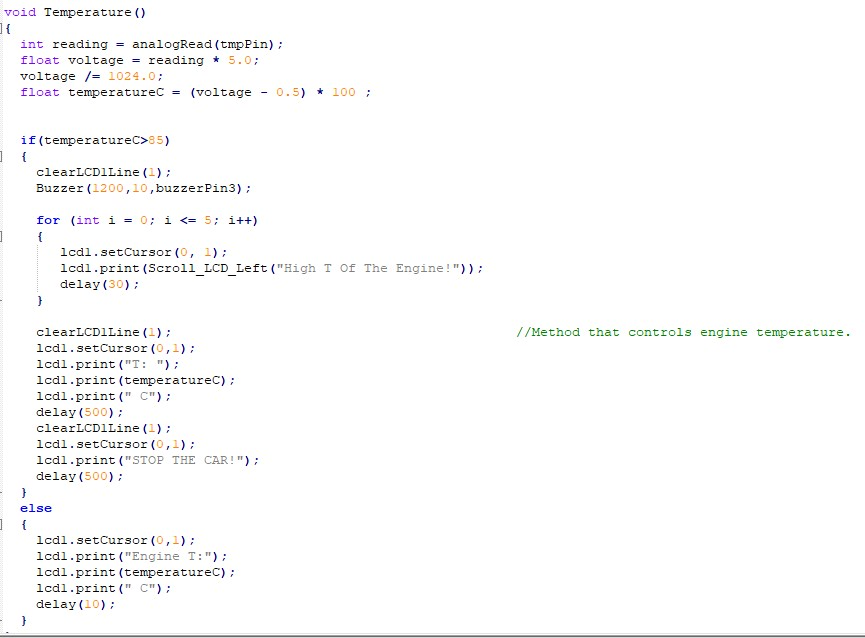 void Temperature()
{
int reading = analogRead(tmpPin);
float voltage = reading * 5.0;
voltage /= 1024.0;
float temperatureC = (voltage - 0.5) * 100 ;
if(temperatureC>85)
{
clearLCD1Line(1);
Buzzer(1200,10,buzzerPin3);
for (int i = 0; i <= 5; i++)
{
lcd1.setCursor(0, 1);
lcd1.print(Scroll_LCD_Left("High T Of The Engine!"));
delay(30);
}
clearLCD1Line(1); //Method that controls engine temperature.
lcd1.setCursor(0,1);
lcd1.print("T: ");
lcd1.print(temperatureC);
lcd1.print(" C");
delay(500);
clearLCD1Line(1);
lcd1.setCursor(0,1);
lcd1.print("STOP THE CAR!");
delay(500);
}
else
{
lcd1.setCursor(0,1);
lcd1.print("Engine T:");
lcd1.print(temperatureC);
lcd1.print(" C");
delay(10);
}